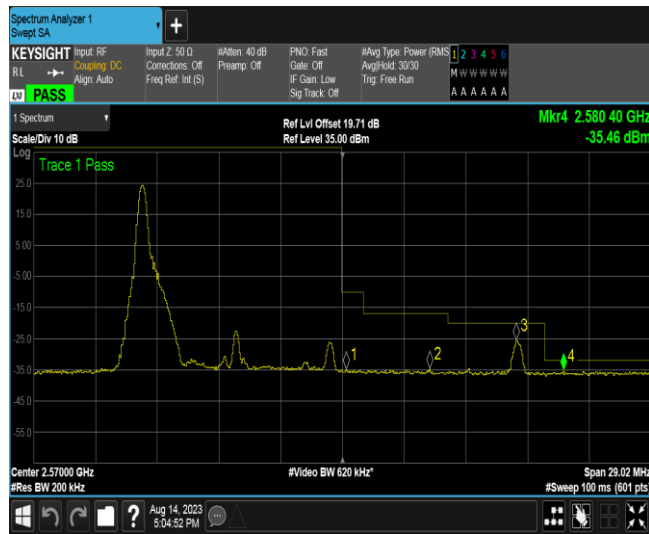 Spectrum Analyzer 1
Swept SA
+
KEYSIGHT Input: RF Input Z: 50 Ω #Atten: 40 dB PNO: Fast #Avg Type: Power (RMS 1 2 3 4 5 6
RL Coupling: DC Corrections: Off Preamp: Off Gate: Off Avg|Hold: 30/30 M W W W W W
Align: Auto Freq Ref: Int (S) IF Gain: Low Trig: Free Run
Sig Track: Off A A A A A A
LXI PASS
1 Spectrum Ref Lvl Offset 19.71 dB Mkr4 2.580 40 GHz
Scale/Div 10 dB Ref Level 35.00 dBm -35.46 dBm
Log
Trace 1 Pass
25.0
15.0
5.00
-5.00
-15.0
3
-25.0
1 2 4
-35.0
-45.0
-55.0
Center 2.57000 GHz #Video BW 620 kHz* Span 29.02 MHz
#Res BW 200 kHz #Sweep 100 ms (601 pts
? Aug 14, 2023
5:04:52 PM